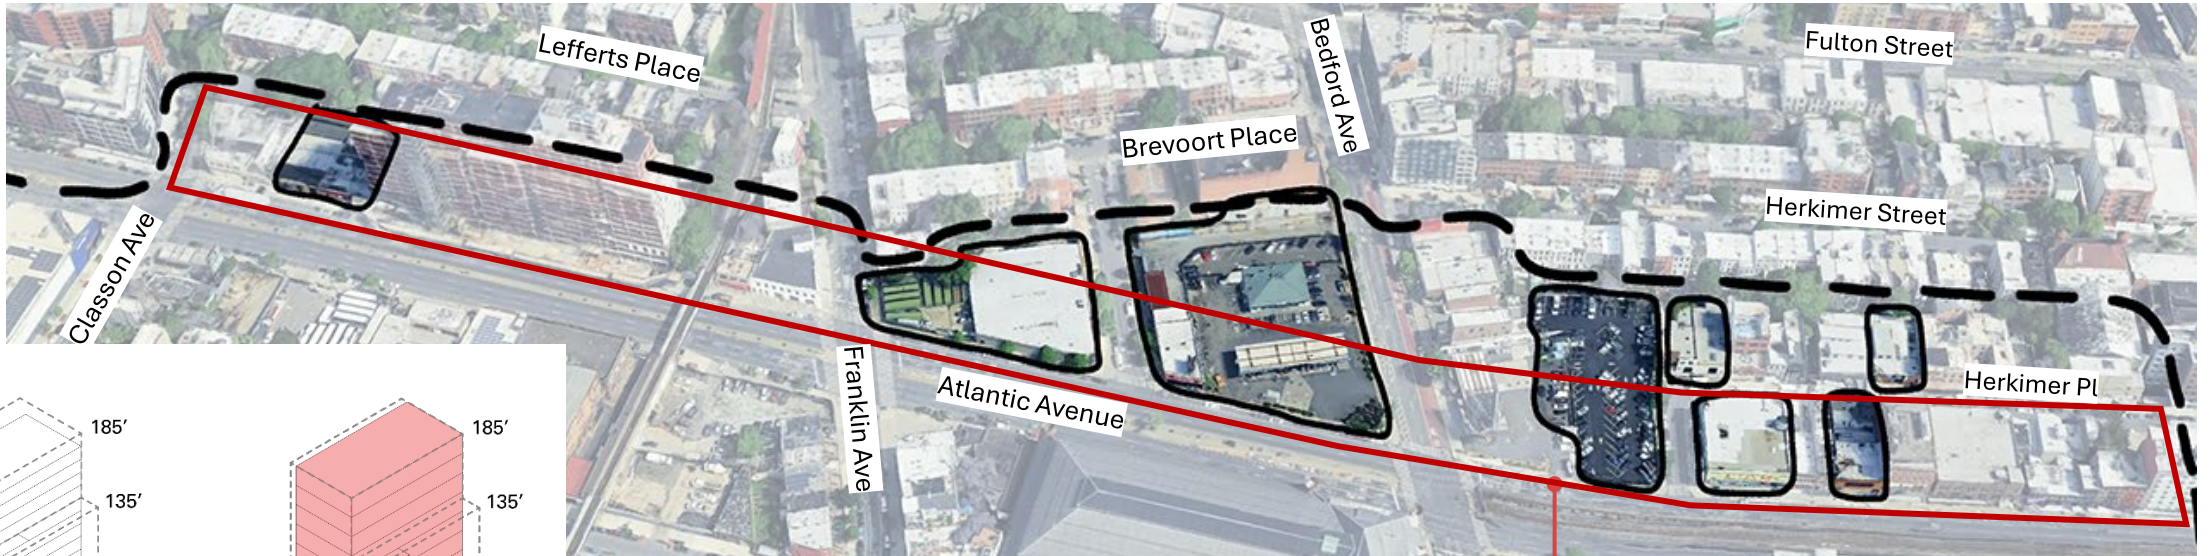 Fulton Street
Lefferts Place
Bedford Ave
Brevoort Place
Herkimer Street
Classon Ave
Franklin Ave
Atlantic Avenue
Herkimer Pl
185’
185’
135’
135’